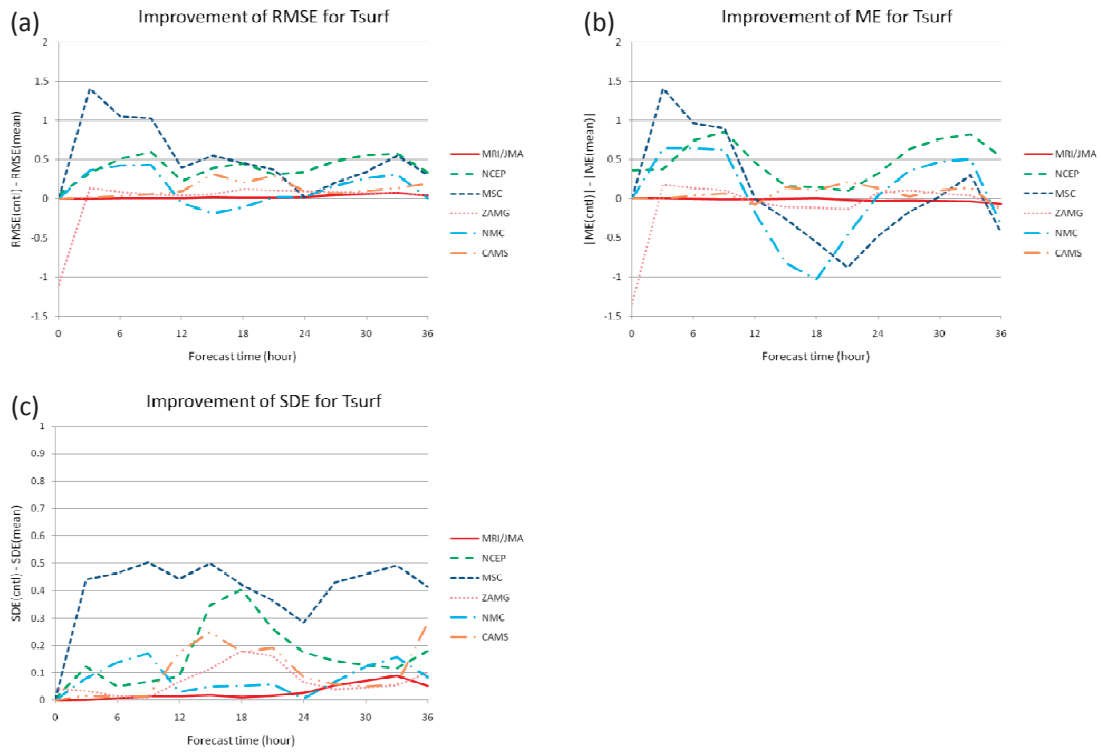 (a)
Improvement of RMSE for Tsurf
RMSE(cntl) - RMSE(mean)
2
1.5
1
0.5
0
-0.5
-1
-1.5
0 6 12 18 24 30 36
Forecast time (hour)
MRI/JMA
NCEP
MSC
ZAMG
NMC
CAMS
(b)
Improvement of ME for Tsurf
|ME(cntl)| - |ME(mean)|
2
1.5
1
0.5
0
-0.5
-1
-1.5
0 6 12 18 24 30 36
Forecast time (hour)
MRI/JMA
NCEP
MSC
ZAMG
NMC
CAMS
(c)
Improvement of SDE for Tsurf
SDE(cntl) - SDE(mean)
1
0.9
0.8
0.7
0.6
0.5
0.4
0.3
0.2
0.1
0
0 6 12 18 24 30 36
Forecast time (hour)
MRI/JMA
NCEP
MSC
ZAMG
NMC
CAMS